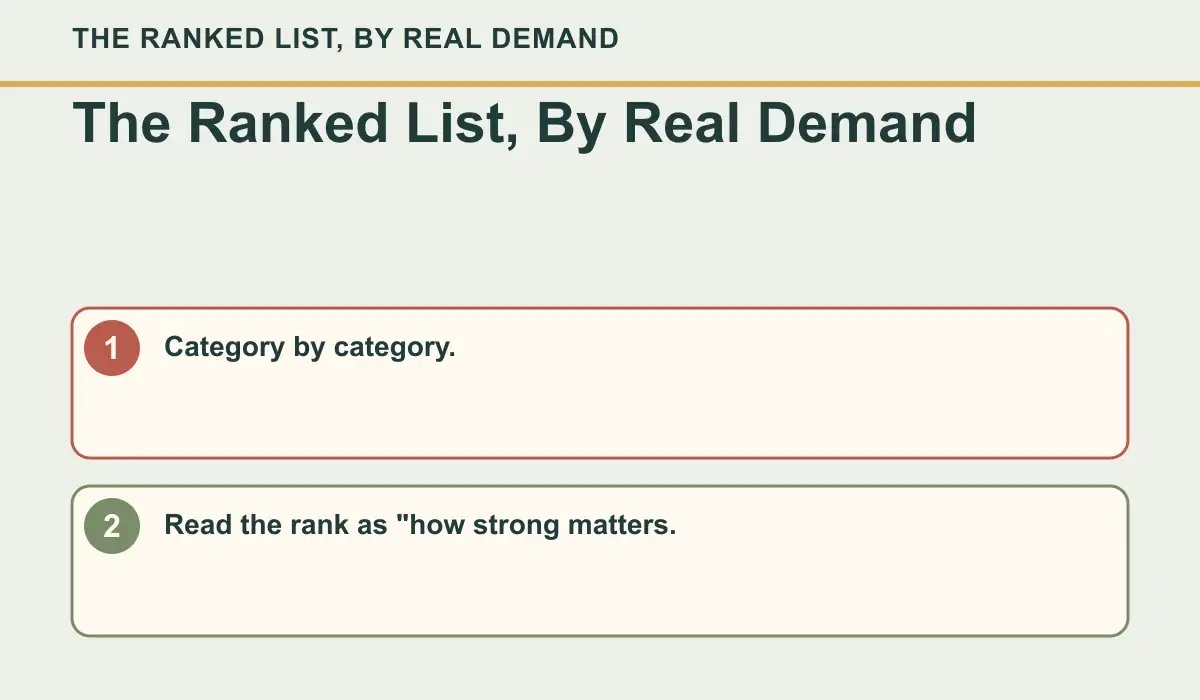 THE RANKED LIST, BY REAL DEMAND
The Ranked List, By Real Demand
1 Category by category.
2 Read the rank as "how strong matters.